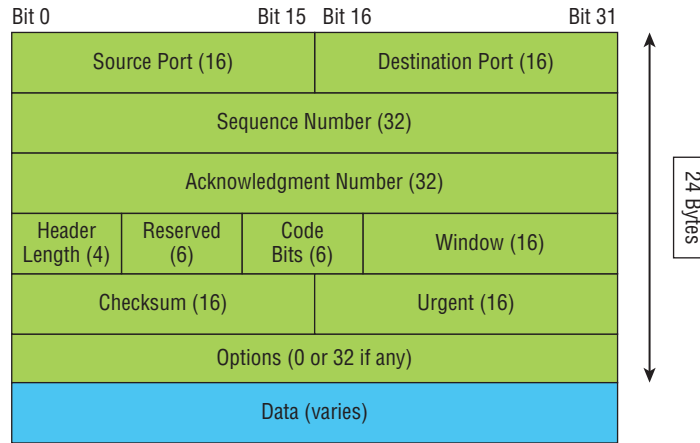 Bit 0 Bit 15 Bit 16 Bit 31
Source Port (16) Destination Port (16)
Sequence Number (32)
Acknowledgment Number (32)
Header Reserved Code Window (16)
Length (4) (6) Bits (6)
Checksum (16) Urgent (16)
Options (0 or 32 if any)
Data (varies)
24 Bytes